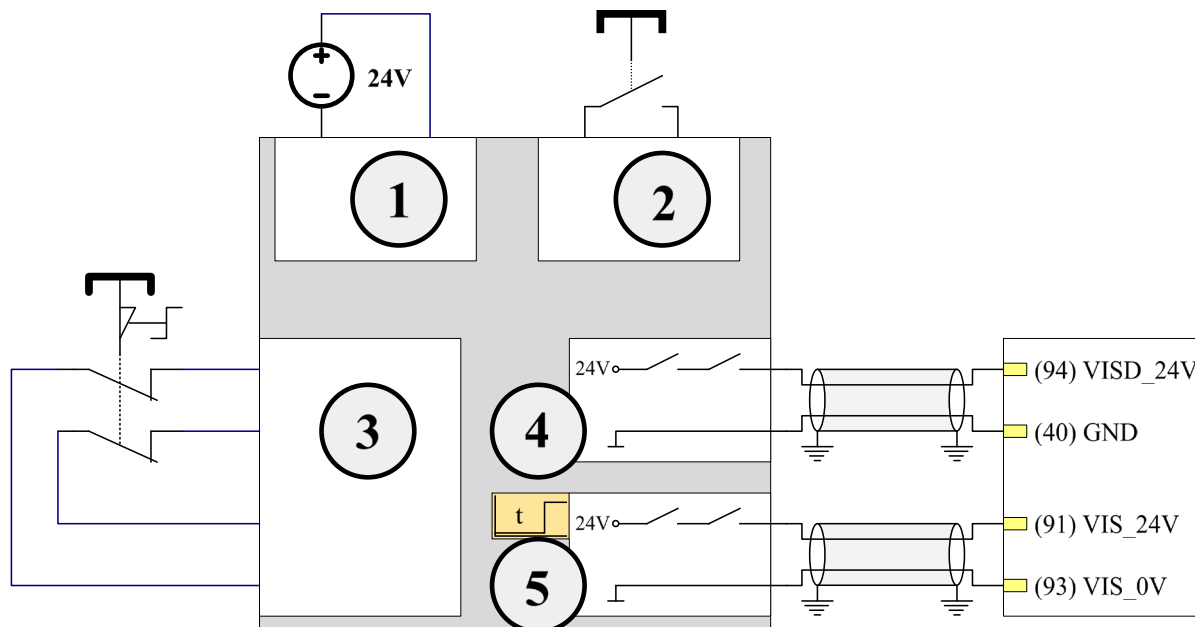 24V
1
2
3
24V
(94) VISD_24V
4
(40) GND
t
24V
(91) VIS_24V
5
(93) VIS_0V